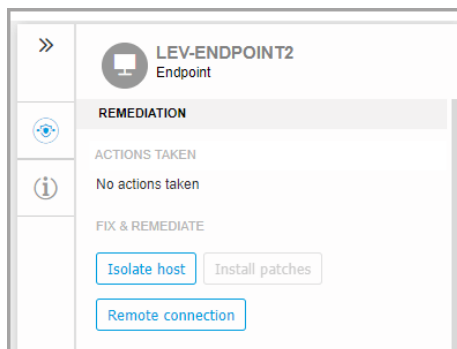 LEV-ENDPOINT2
Endpoint
REMEDIATION
ACTIONS TAKEN
No actions taken
FIX & REMEDIATE
Isolate host Install patches
Remote connection